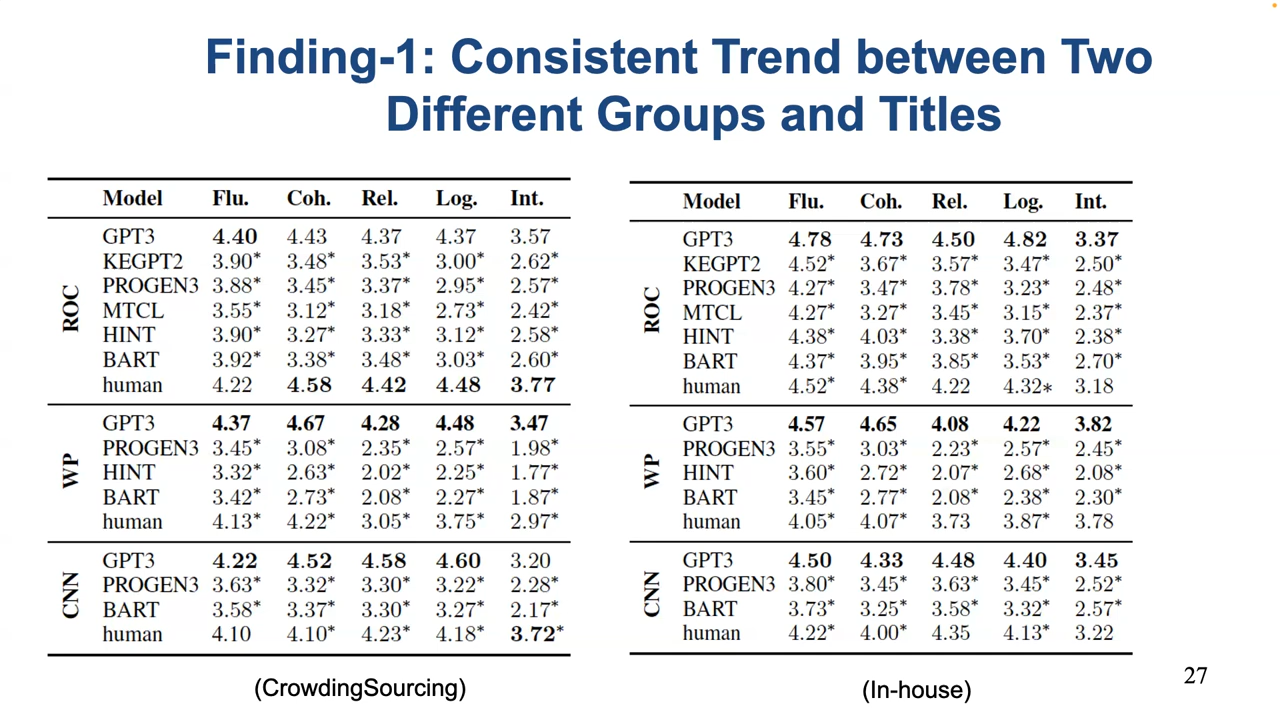 Finding-1: Consistent Trend between Two
Different Groups and Titles
Model Flu. Coh. Rel. Log. Int.
ROC
GPT3 4.40 4.43 4.37 4.37 3.57
KEGPT2 3.90* 3.48* 3.53* 3.00* 2.62*
PROGEN3 3.88* 3.45* 3.37* 2.95* 2.57*
MTCL 3.55* 3.12* 3.18* 2.73* 2.42*
HINT 3.90* 3.27* 3.33* 3.12* 2.58*
BART 3.92* 3.38* 3.48* 3.03* 2.60*
human 4.22 4.58 4.42 4.48 3.77
WP
GPT3 4.37 4.67 4.28 4.48 3.47
PROGEN3 3.45* 3.08* 2.35 2.57* 1.98*
HINT 3.32* 2.63* 2.02* 2.25* 1.77*
BART 3.42* 2.73* 2.08* 2.27* 1.87*
human 4.13* 4.22* 3.05* 3.75* 2.97*
CNN
GPT3 4.22 4.52 4.58 4.60 3.20
PROGEN3 3.63* 3.32* 3.30* 3.22* 2.28*
BART 3.58* 3.37* 3.30* 3.27* 2.17*
human 4.10 4.10* 4.23* 4.18* 3.72*
(CrowdingSourcing)
Model Flu. Coh. Rel. Log. Int.
ROC
GPT3 4.78 4.73 4.50 4.82 3.37
KEGPT2 4.52* 3.67* 3.57* 3.47* 2.50*
PROGEN3 4.27* 3.47* 3.78* 3.23* 2.48*
MTCL 4.27* 3.27* 3.45* 3.15* 2.37*
HINT 4.38* 4.03* 3.38* 3.70* 2.38*
BART 4.37* 3.95* 3.85* 3.53* 2.70*
human 4.52* 4.38* 4.22 4.32* 3.18
WP
GPT3 4.57 4.65 4.08 4.22 3.82
PROGEN3 3.55* 3.03* 2.23* 2.57* 2.45*
HINT 3.60* 2.72* 2.07* 2.68* 2.08*
BART 3.45* 2.77* 2.08* 2.38* 2.30*
human 4.05* 4.07* 3.73 3.87* 3.78
CNN
GPT3 4.50 4.33 4.48 4.40 3.45
PROGEN3 3.80* 3.45* 3.63* 3.45* 2.52*
BART 3.73* 3.25* 3.58* 3.32* 2.57*
human 4.22* 4.00* 4.35 4.13* 3.22
(In-house)
27